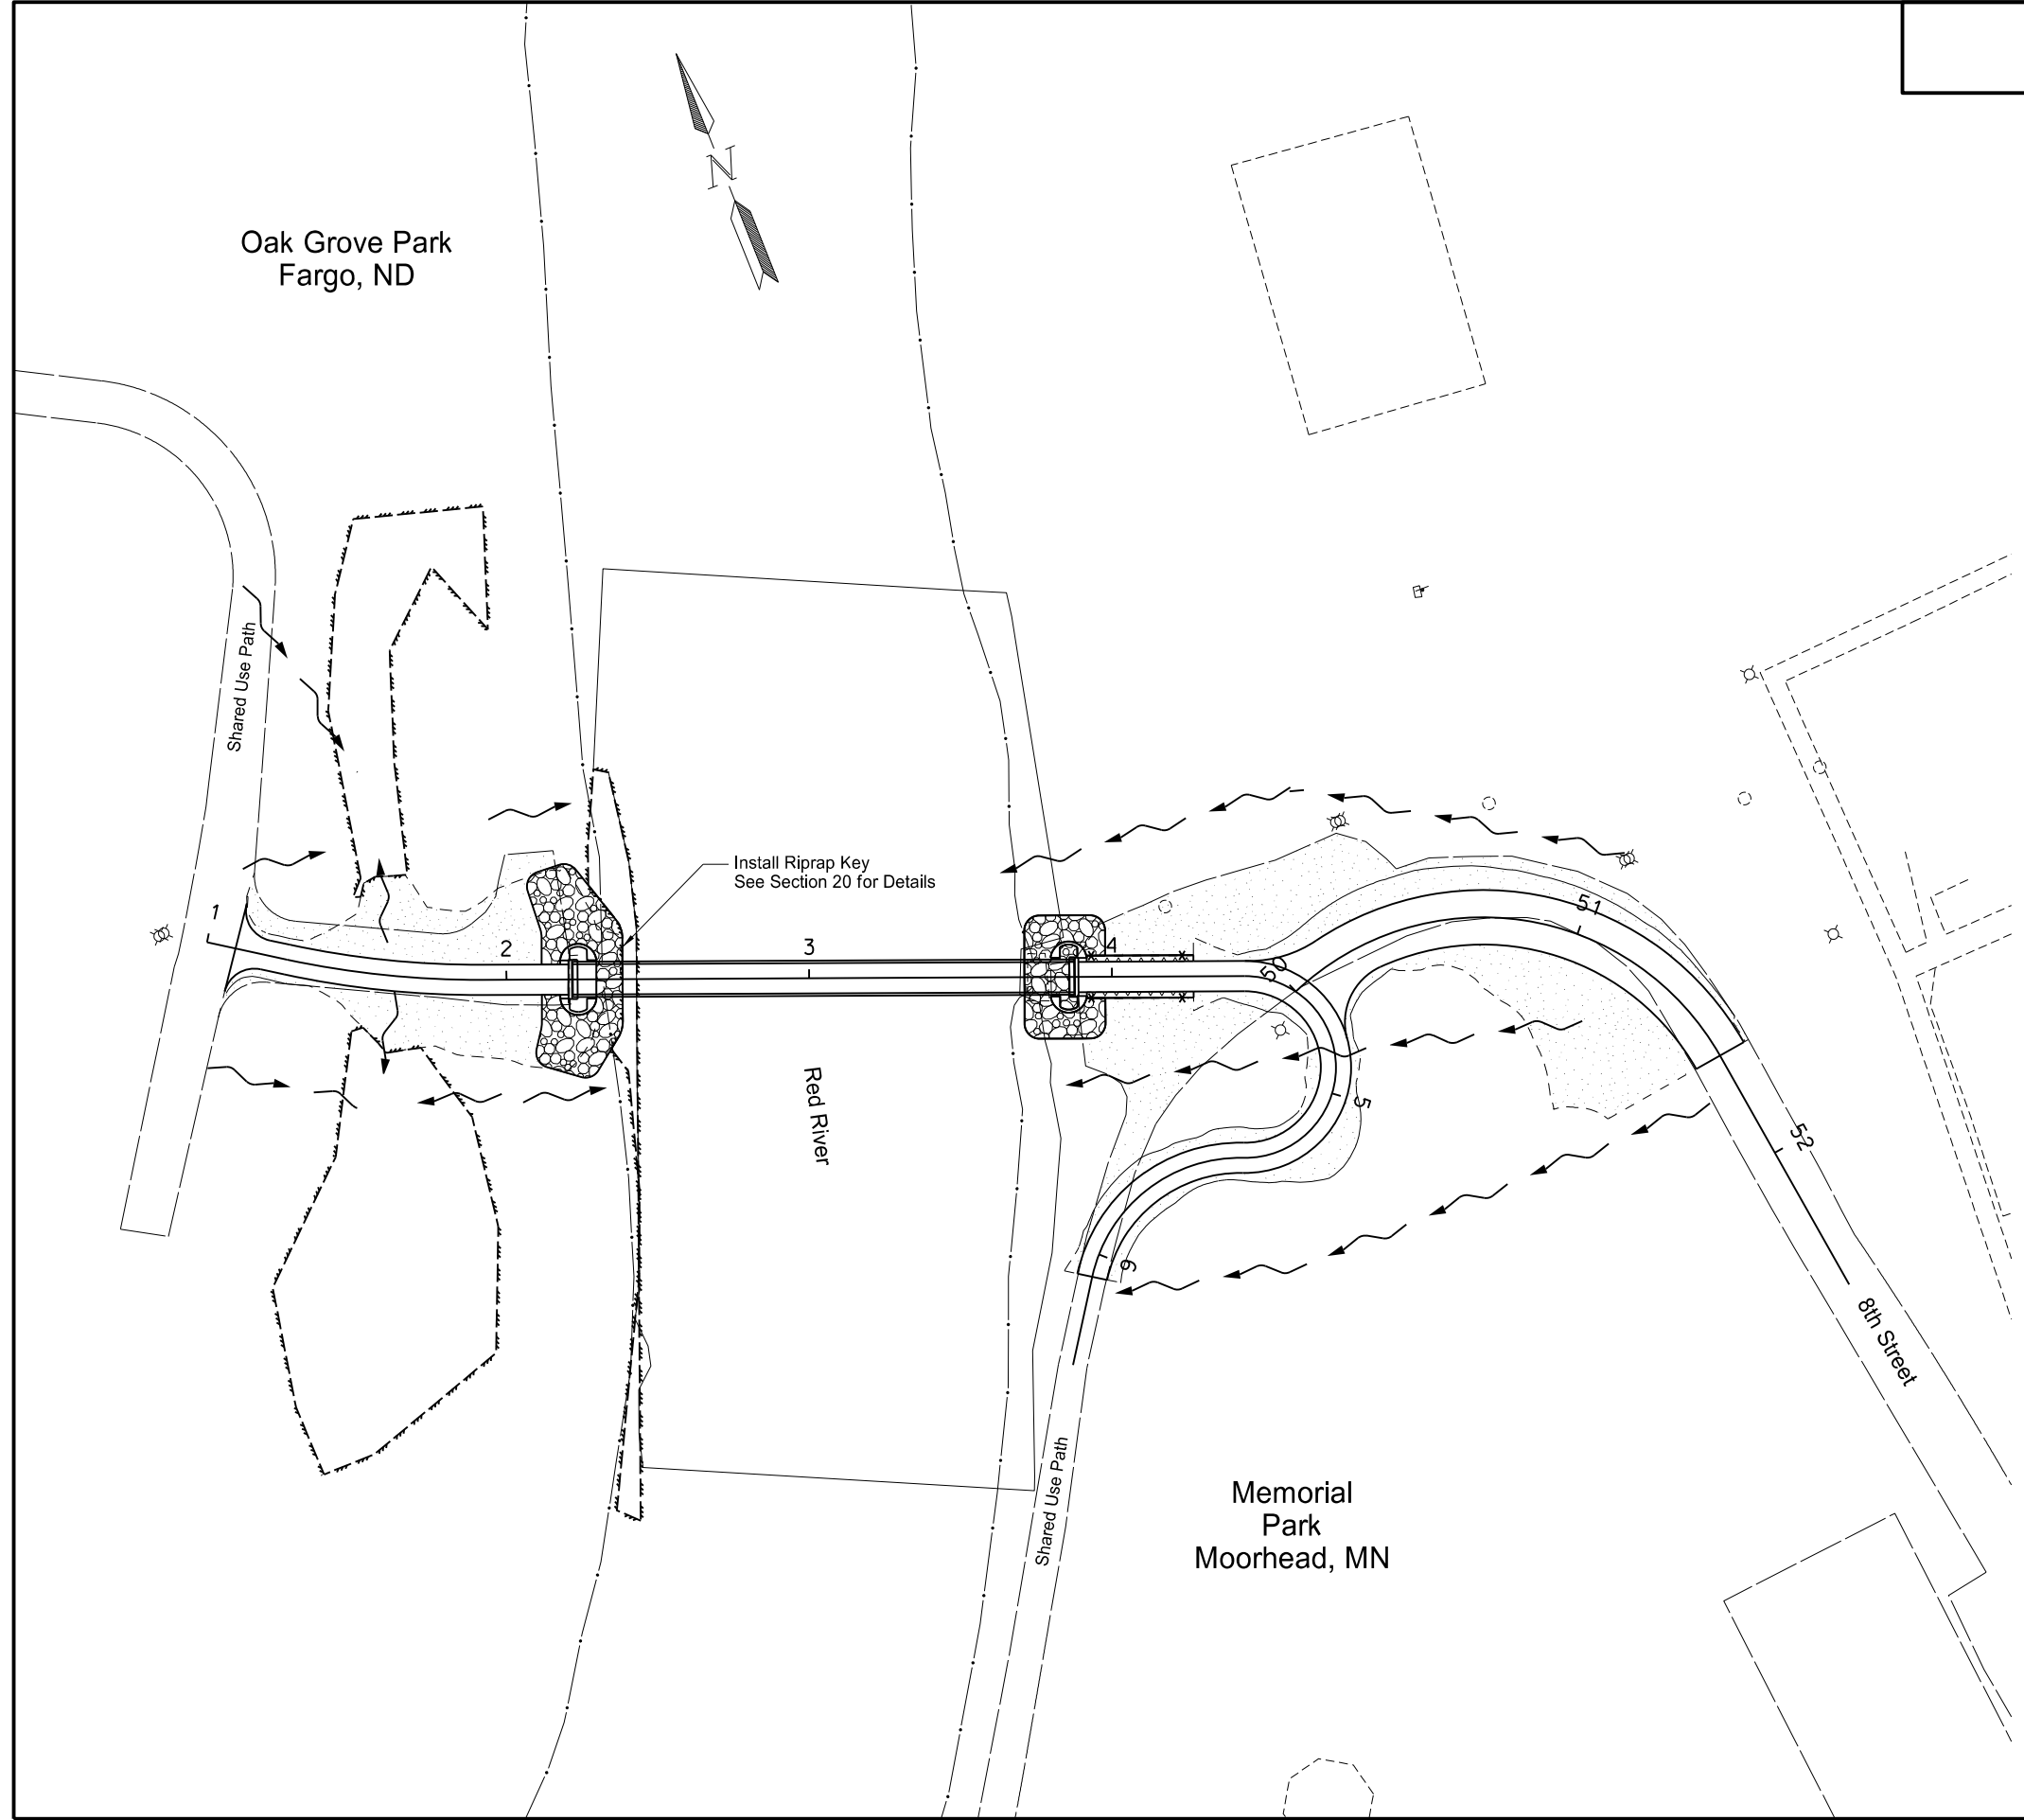 N
Oak Grove Park
Fargo, ND
Shared Use Path
Install Riprap Key
See Section 20 for Details
1
2
3
4
50
51
5
52
6
Red River
8th Street
Shared Use Path
Memorial
Park
Moorhead, MN